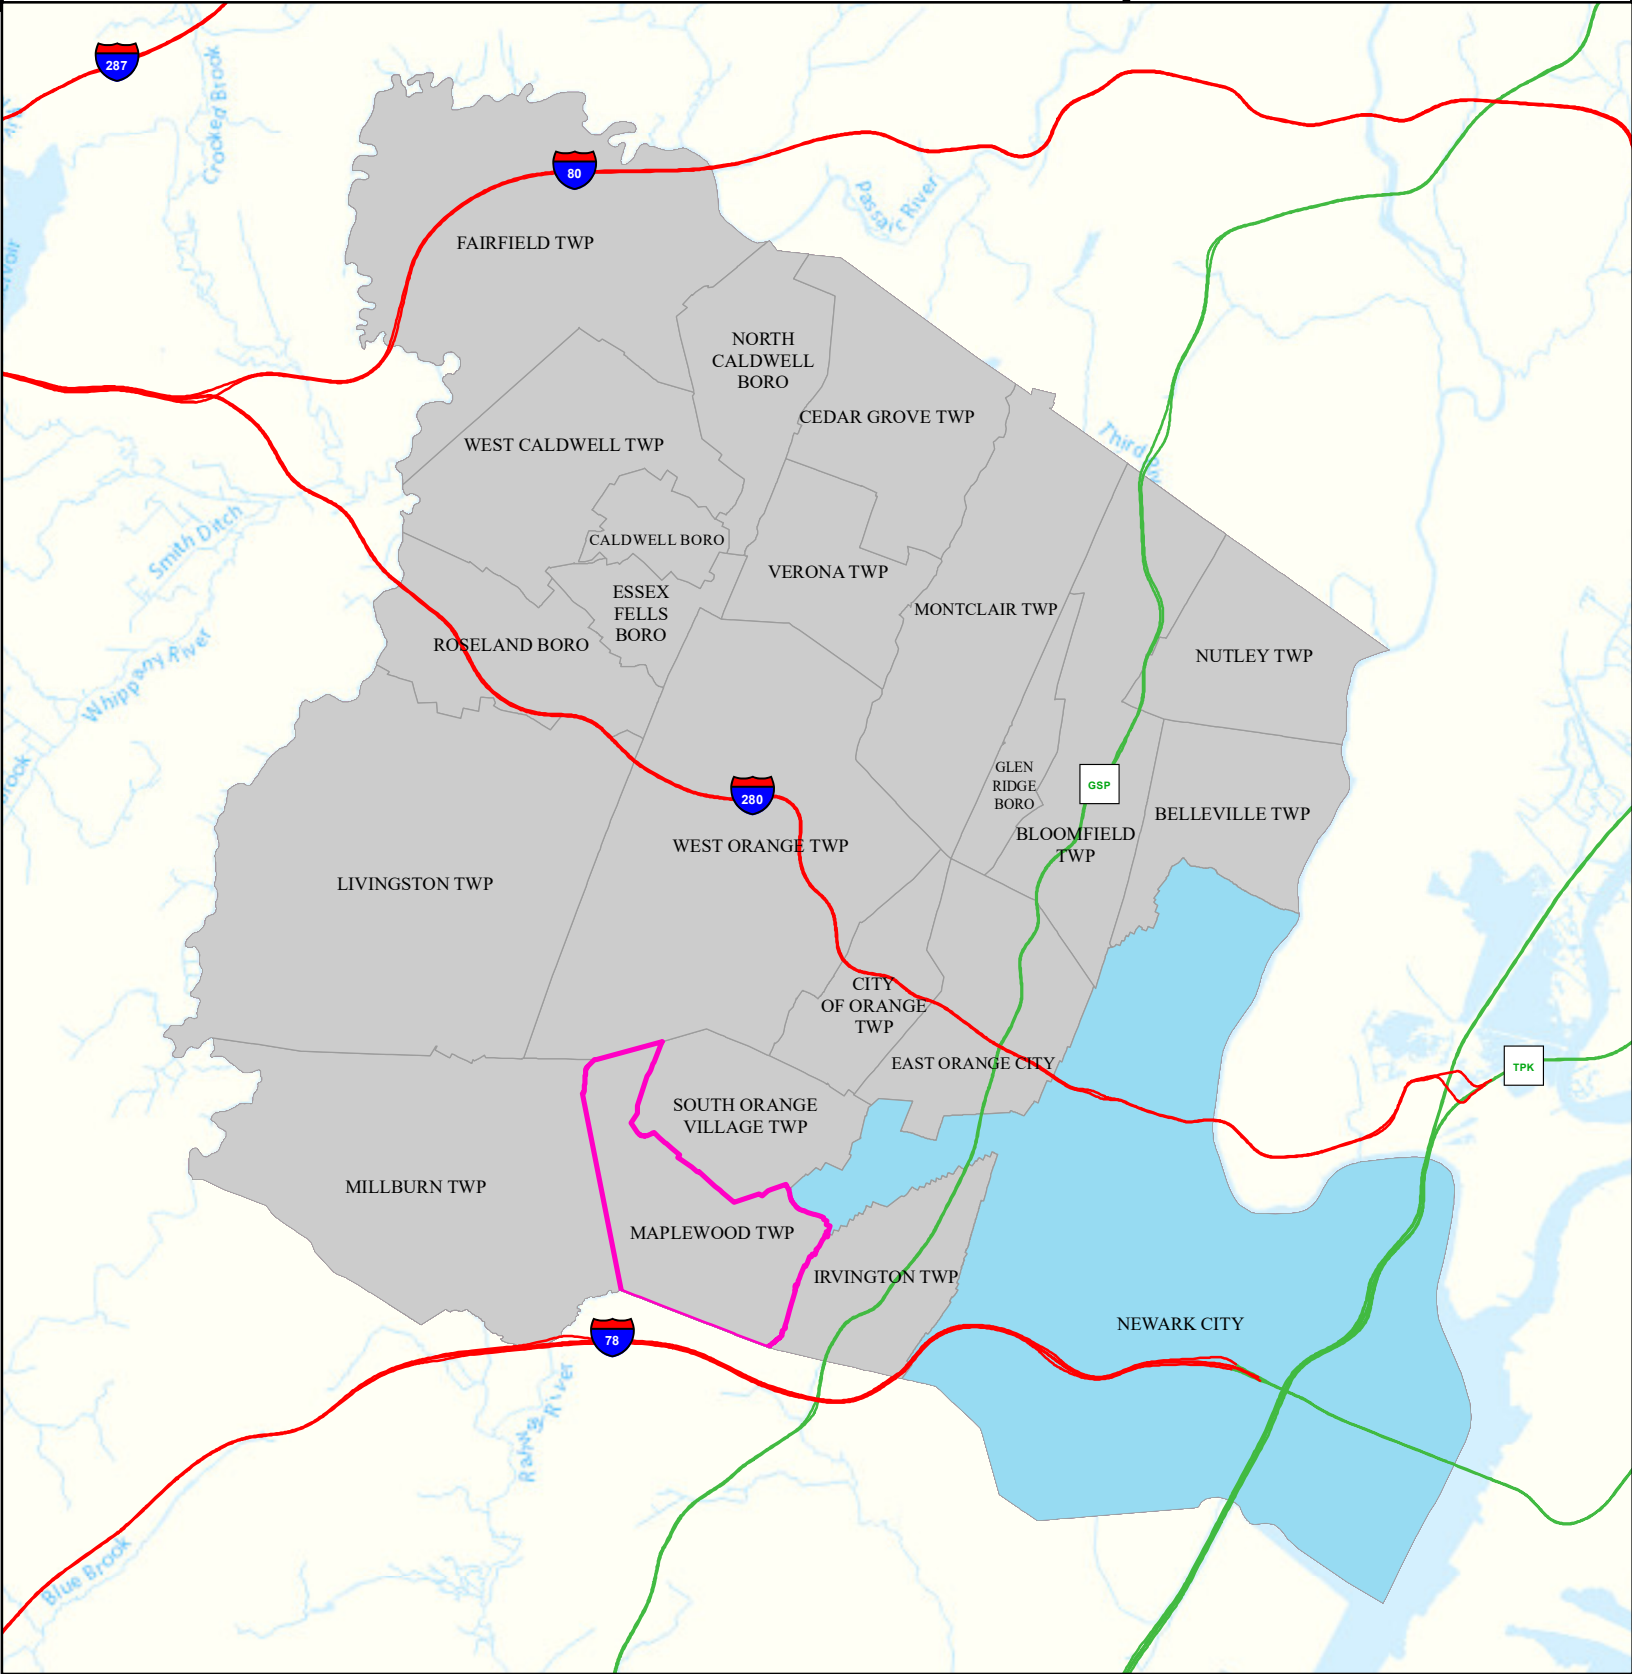 287
Crooked Brook
80
Passaic River
FAIRFIELD TWP
NORTH
CALDWELL
BORO
CEDAR GROVE TWP
WEST CALDWELL TWP
Third Riv
Smith Ditch
CALDWELL BORO
VERONA TWP
ESSEX
FELLS
BORO
MONTCLAIR TWP
ROSELAND BORO
NUTLEY TWP
Whippany River
rook
GLEN
RIDGE
BORO
GSP
280
BELLEVILLE TWP
BLOOMFIELD
TWP
WEST ORANGE TWP
LIVINGSTON TWP
CITY
OF ORANGE
TWP
EAST ORANGE CITY
TPK
SOUTH ORANGE
VILLAGE TWP
MILLBURN TWP
MAPLEWOOD TWP
IRVINGTON TWP
NEWARK CITY
78
River
Blue Brook